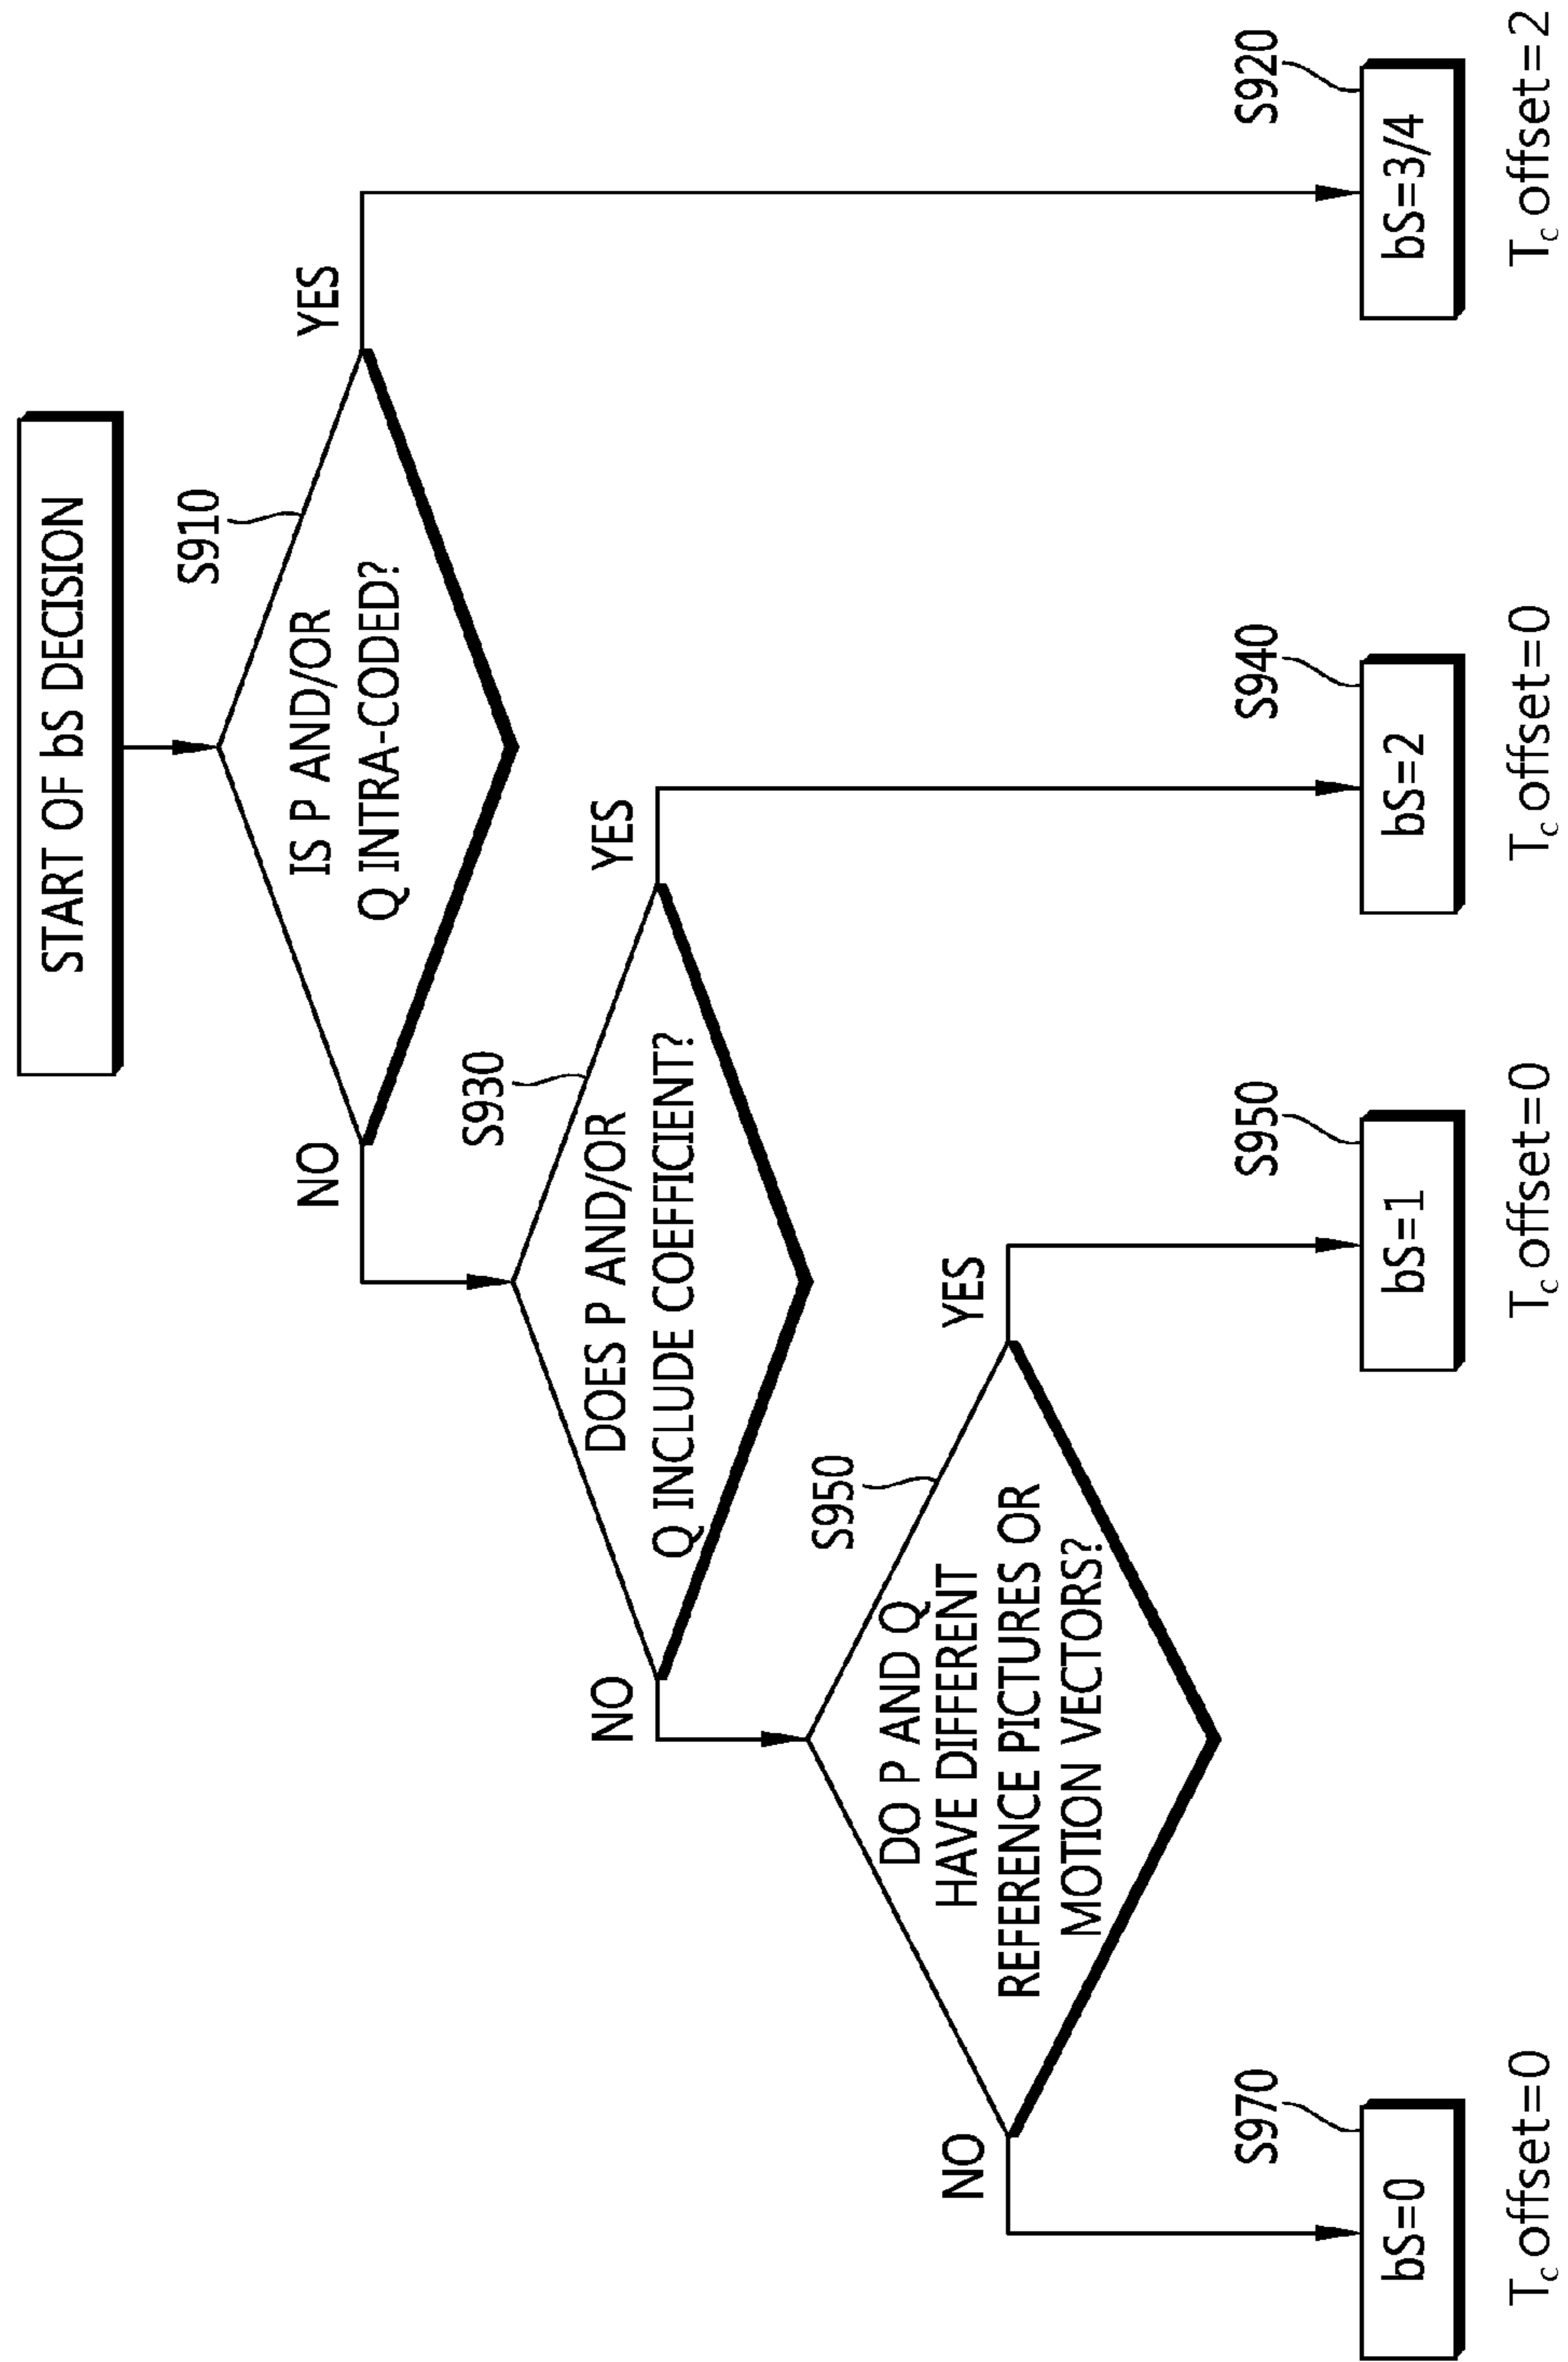 START OF bS DECISION
S910
IS P AND/OR
Q INTRA-CODED?
NO
YES
S930
DOES P AND/OR
Q INCLUDE COEFFICIENT?
NO
YES
S950
DO P AND Q
HAVE DIFFERENT
REFERENCE PICTURES OR
MOTION VECTORS?
NO
YES
S970
bS=0
Tc offset=0
S950
bS=1
Tc offset=0
S940
bS=2
Tc offset=0
S920
bS=3/4
Tc offset=2